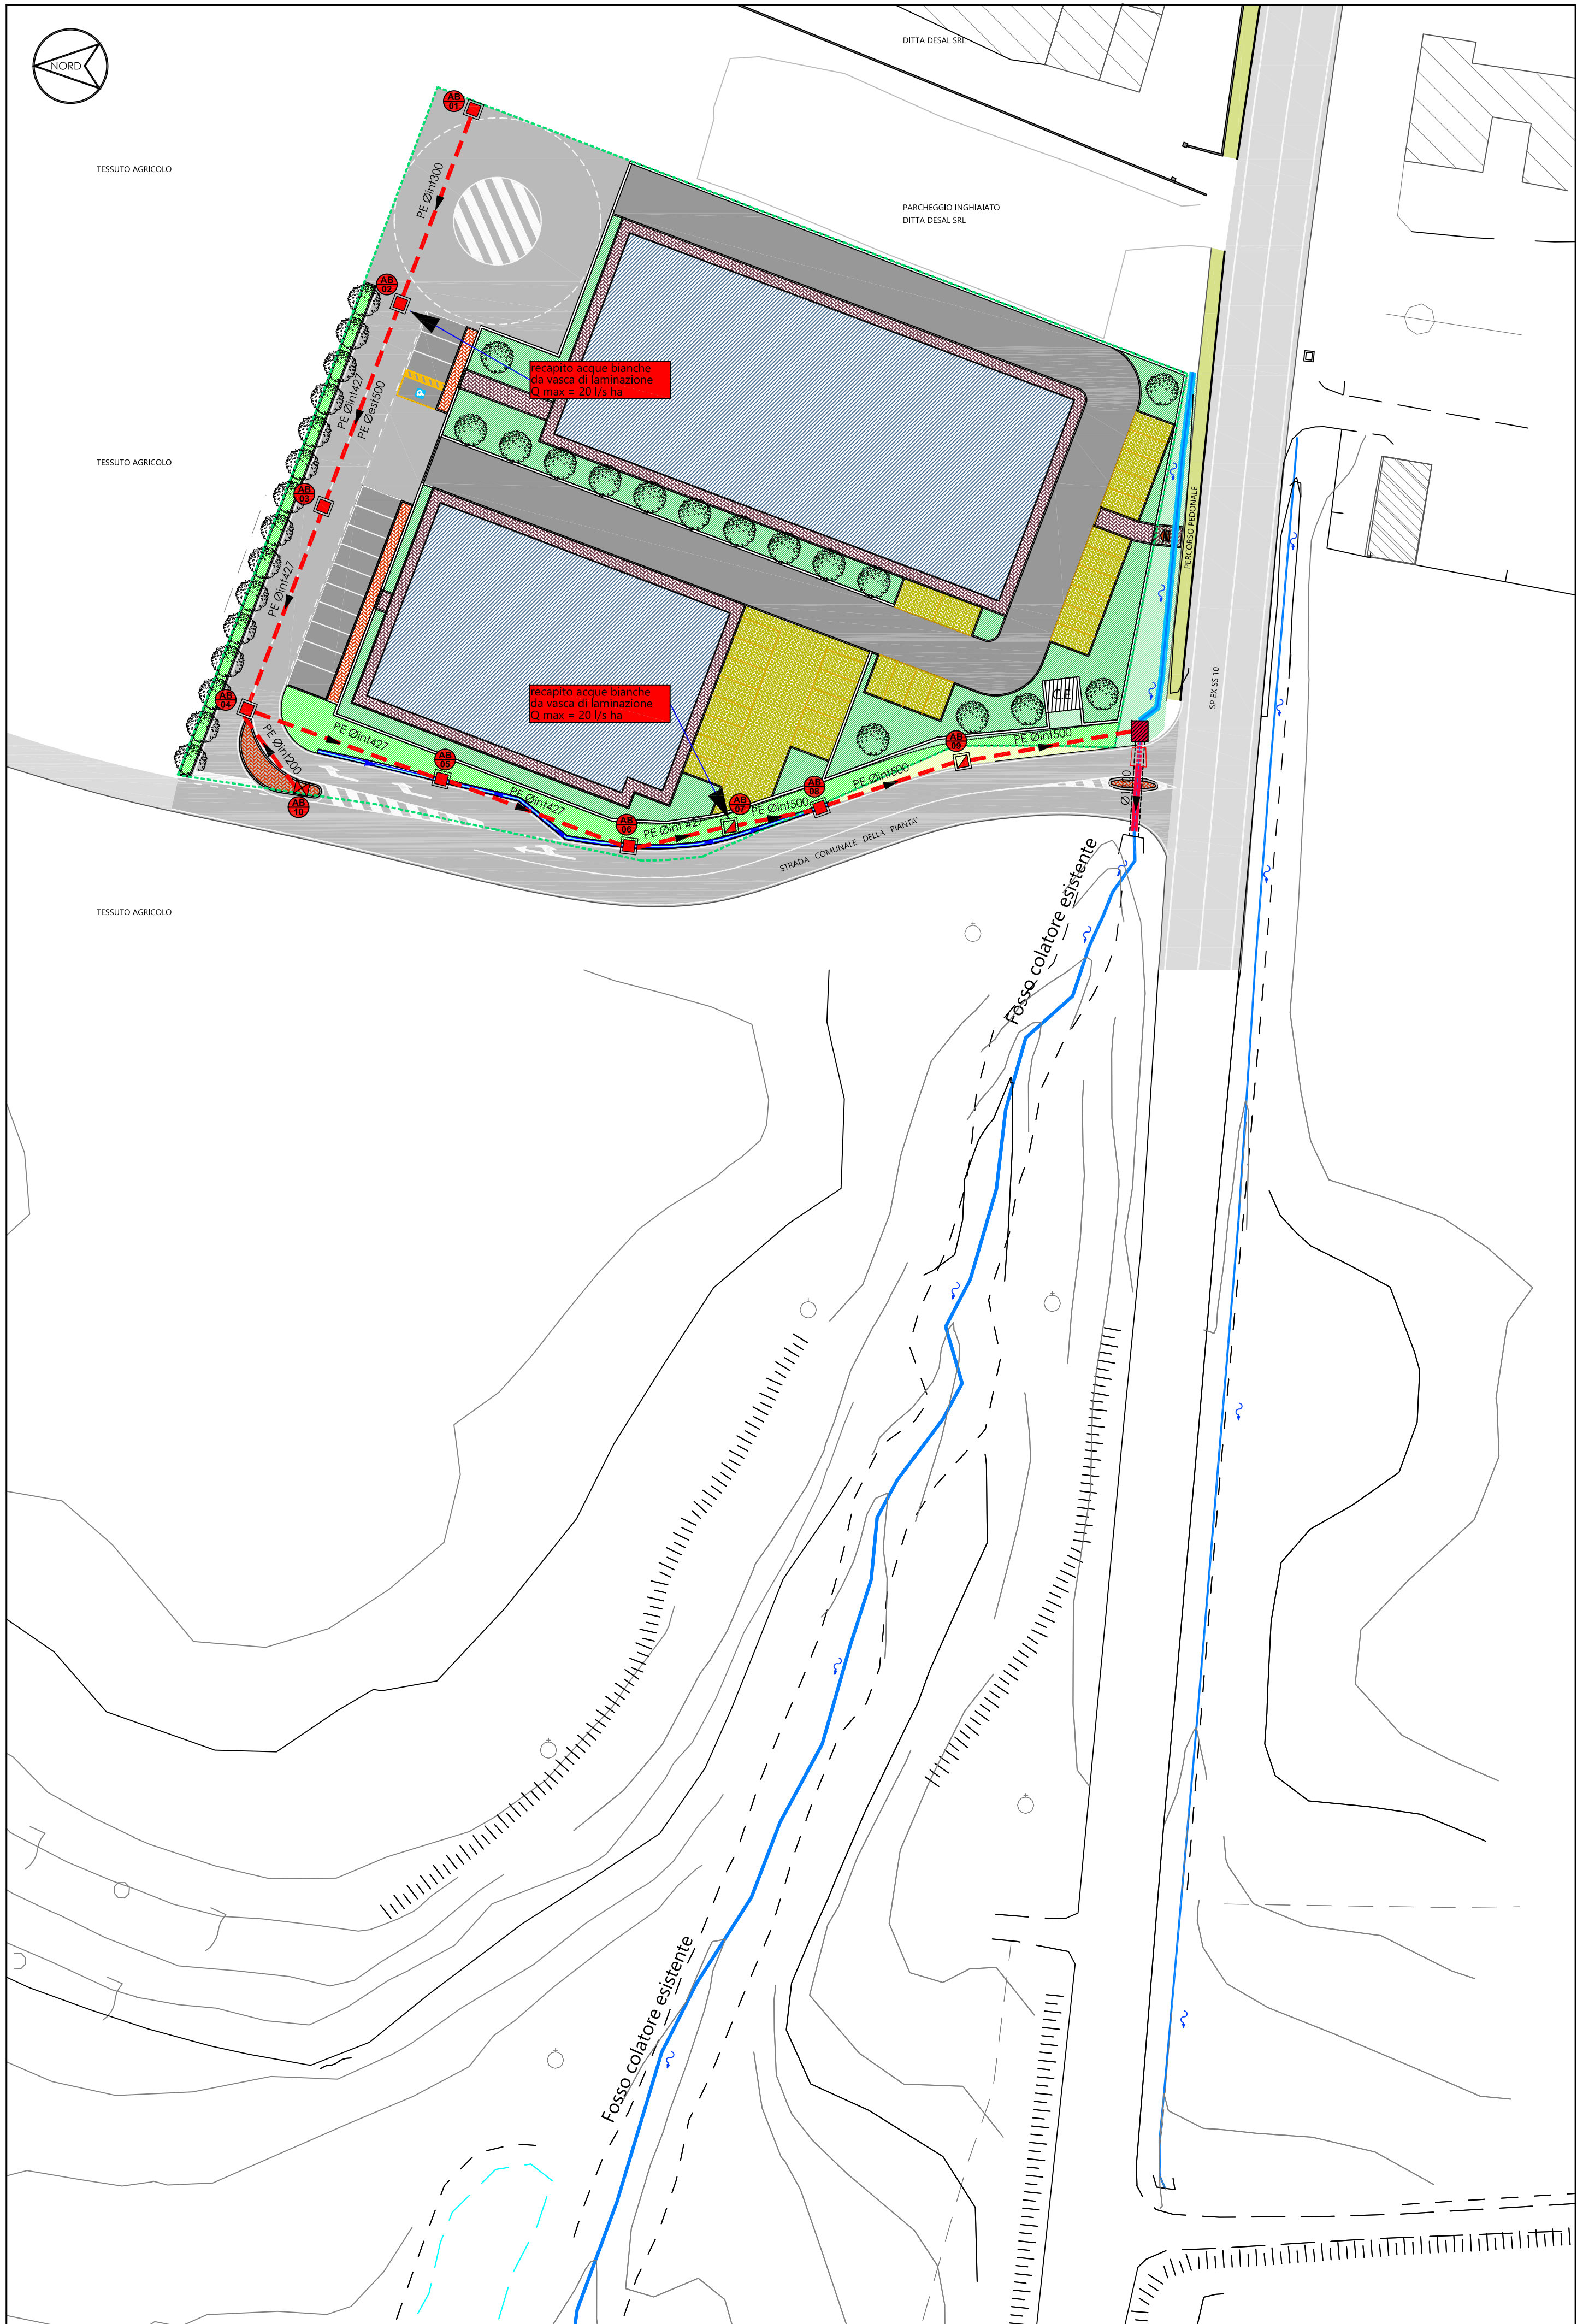 NORD
DITTA DESAL SRL
AB
01
TESSUTO AGRICOLO
PE Øint300
PARCHEGGIO INGHIAIATO
DITTA DESAL SRL
AB
02
recapito acque bianche
da vasca di laminazione
Q max = 20 l/s ha
P
PE Øint427
PE Øest500
TESSUTO AGRICOLO
AB
03
PERCORSO PEDONALE
PE Øint427
SP EX SS 10
recapito acque bianche
da vasca di laminazione
Q max = 20 l/s ha
C.E.
AB
04
PE Øint200
PE Øint427
AB
05
AB
09
PE Øint500
PE Øint500
AB
08
AB
10
PE Øint427
AB
07
PE Øint500
AB
06
PE Øint 427
STRADA COMUNALE DELLA PIANTA'
Fosso colatore esistente
TESSUTO AGRICOLO
Fosso colatore esistente